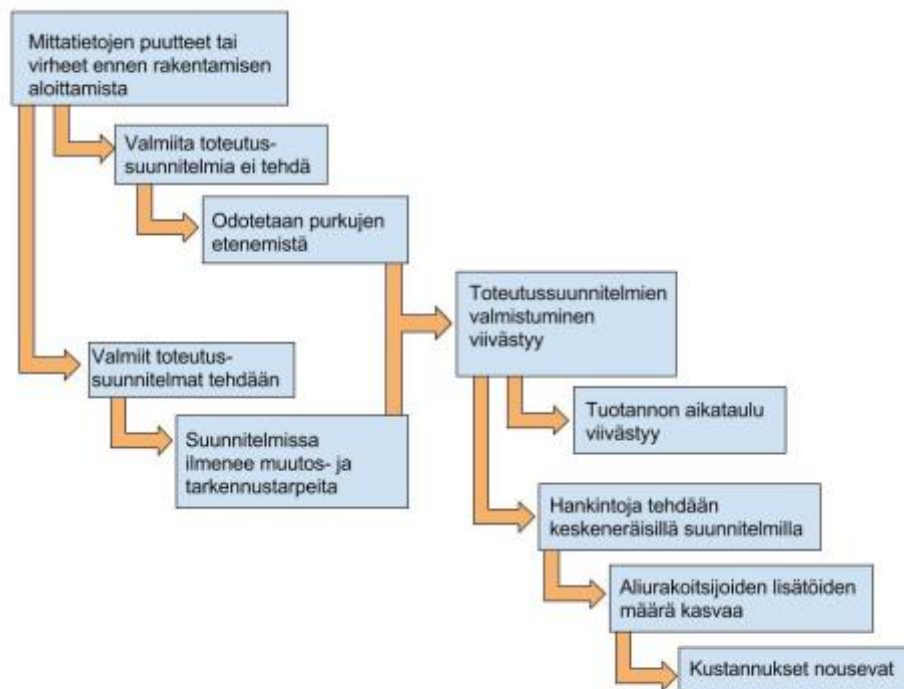 Mittatietojen puutteet tai
virheet ennen rakentamisen
aloittamista
Valmiita toteutus-
suunnitelmia ei tehdä
Odotetaan purkujen
etenemistä
Valmiit toteutus-
suunnitelmat tehdään
Suunnitelmissa
ilmenee muutos- ja
tarkennustarpeita
Toteutussuunnitelmien
valmistuminen
viivästyy
Tuotannon aikataulu
viivästyy
Hankintoja tehdään
keskeneräisillä suunnitelmilla
Aliurakoitsijoiden lisätöiden
määrä kasvaa
Kustannukset nousevat